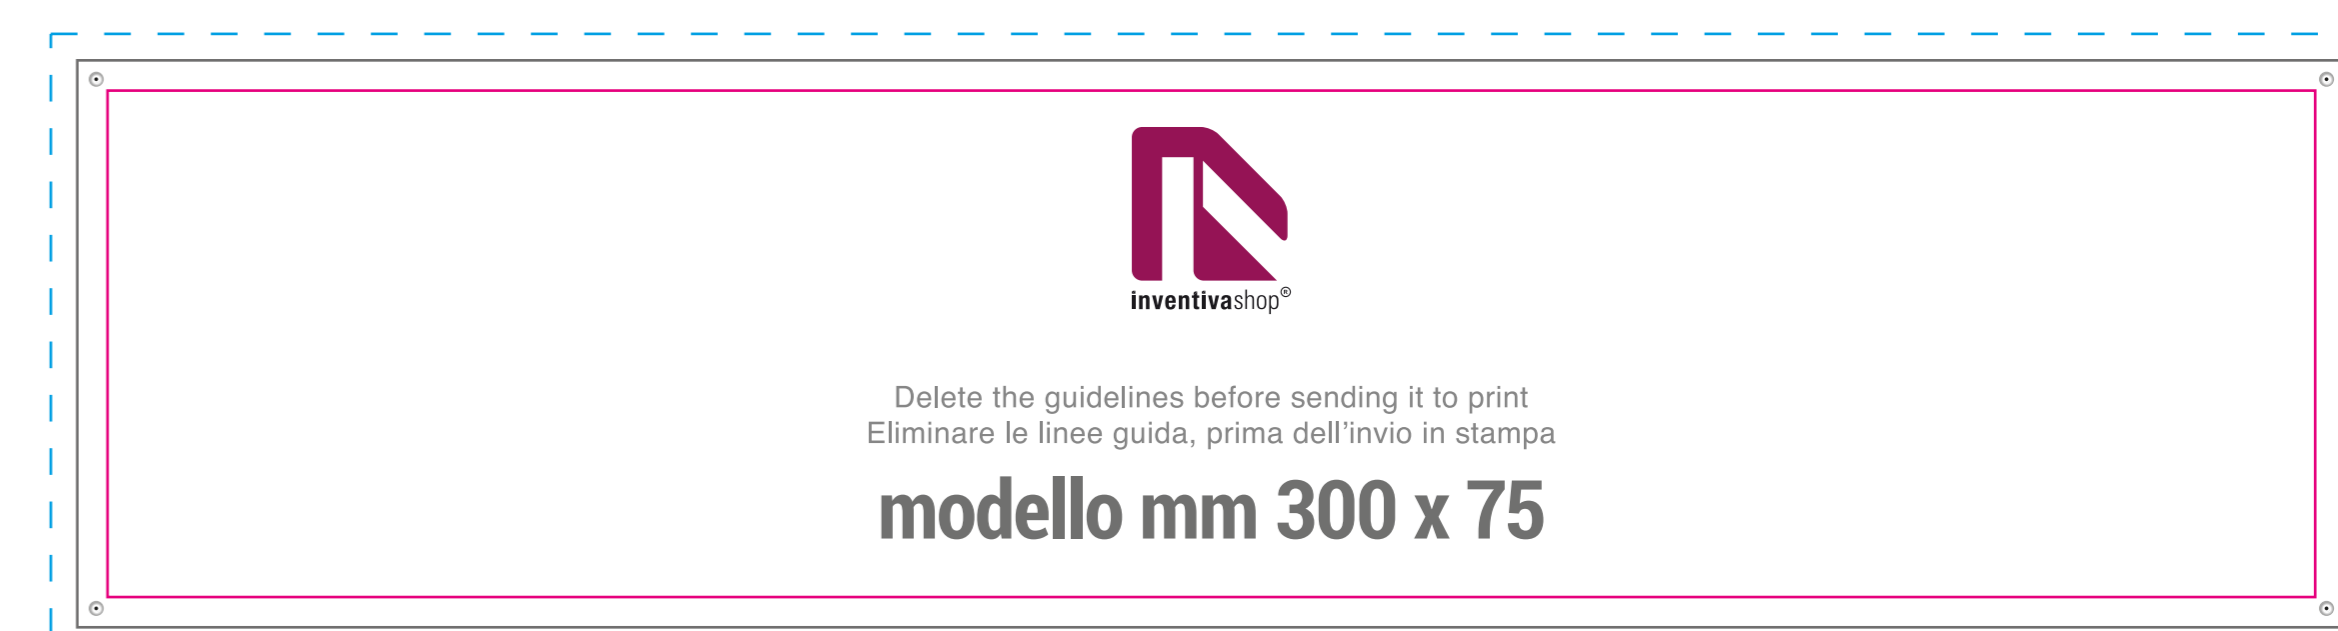 inventivashop®
Delete the guidelines before sending it to print
Eliminare le linee guida, prima dell’invio in stampa
modello mm 300 x 75